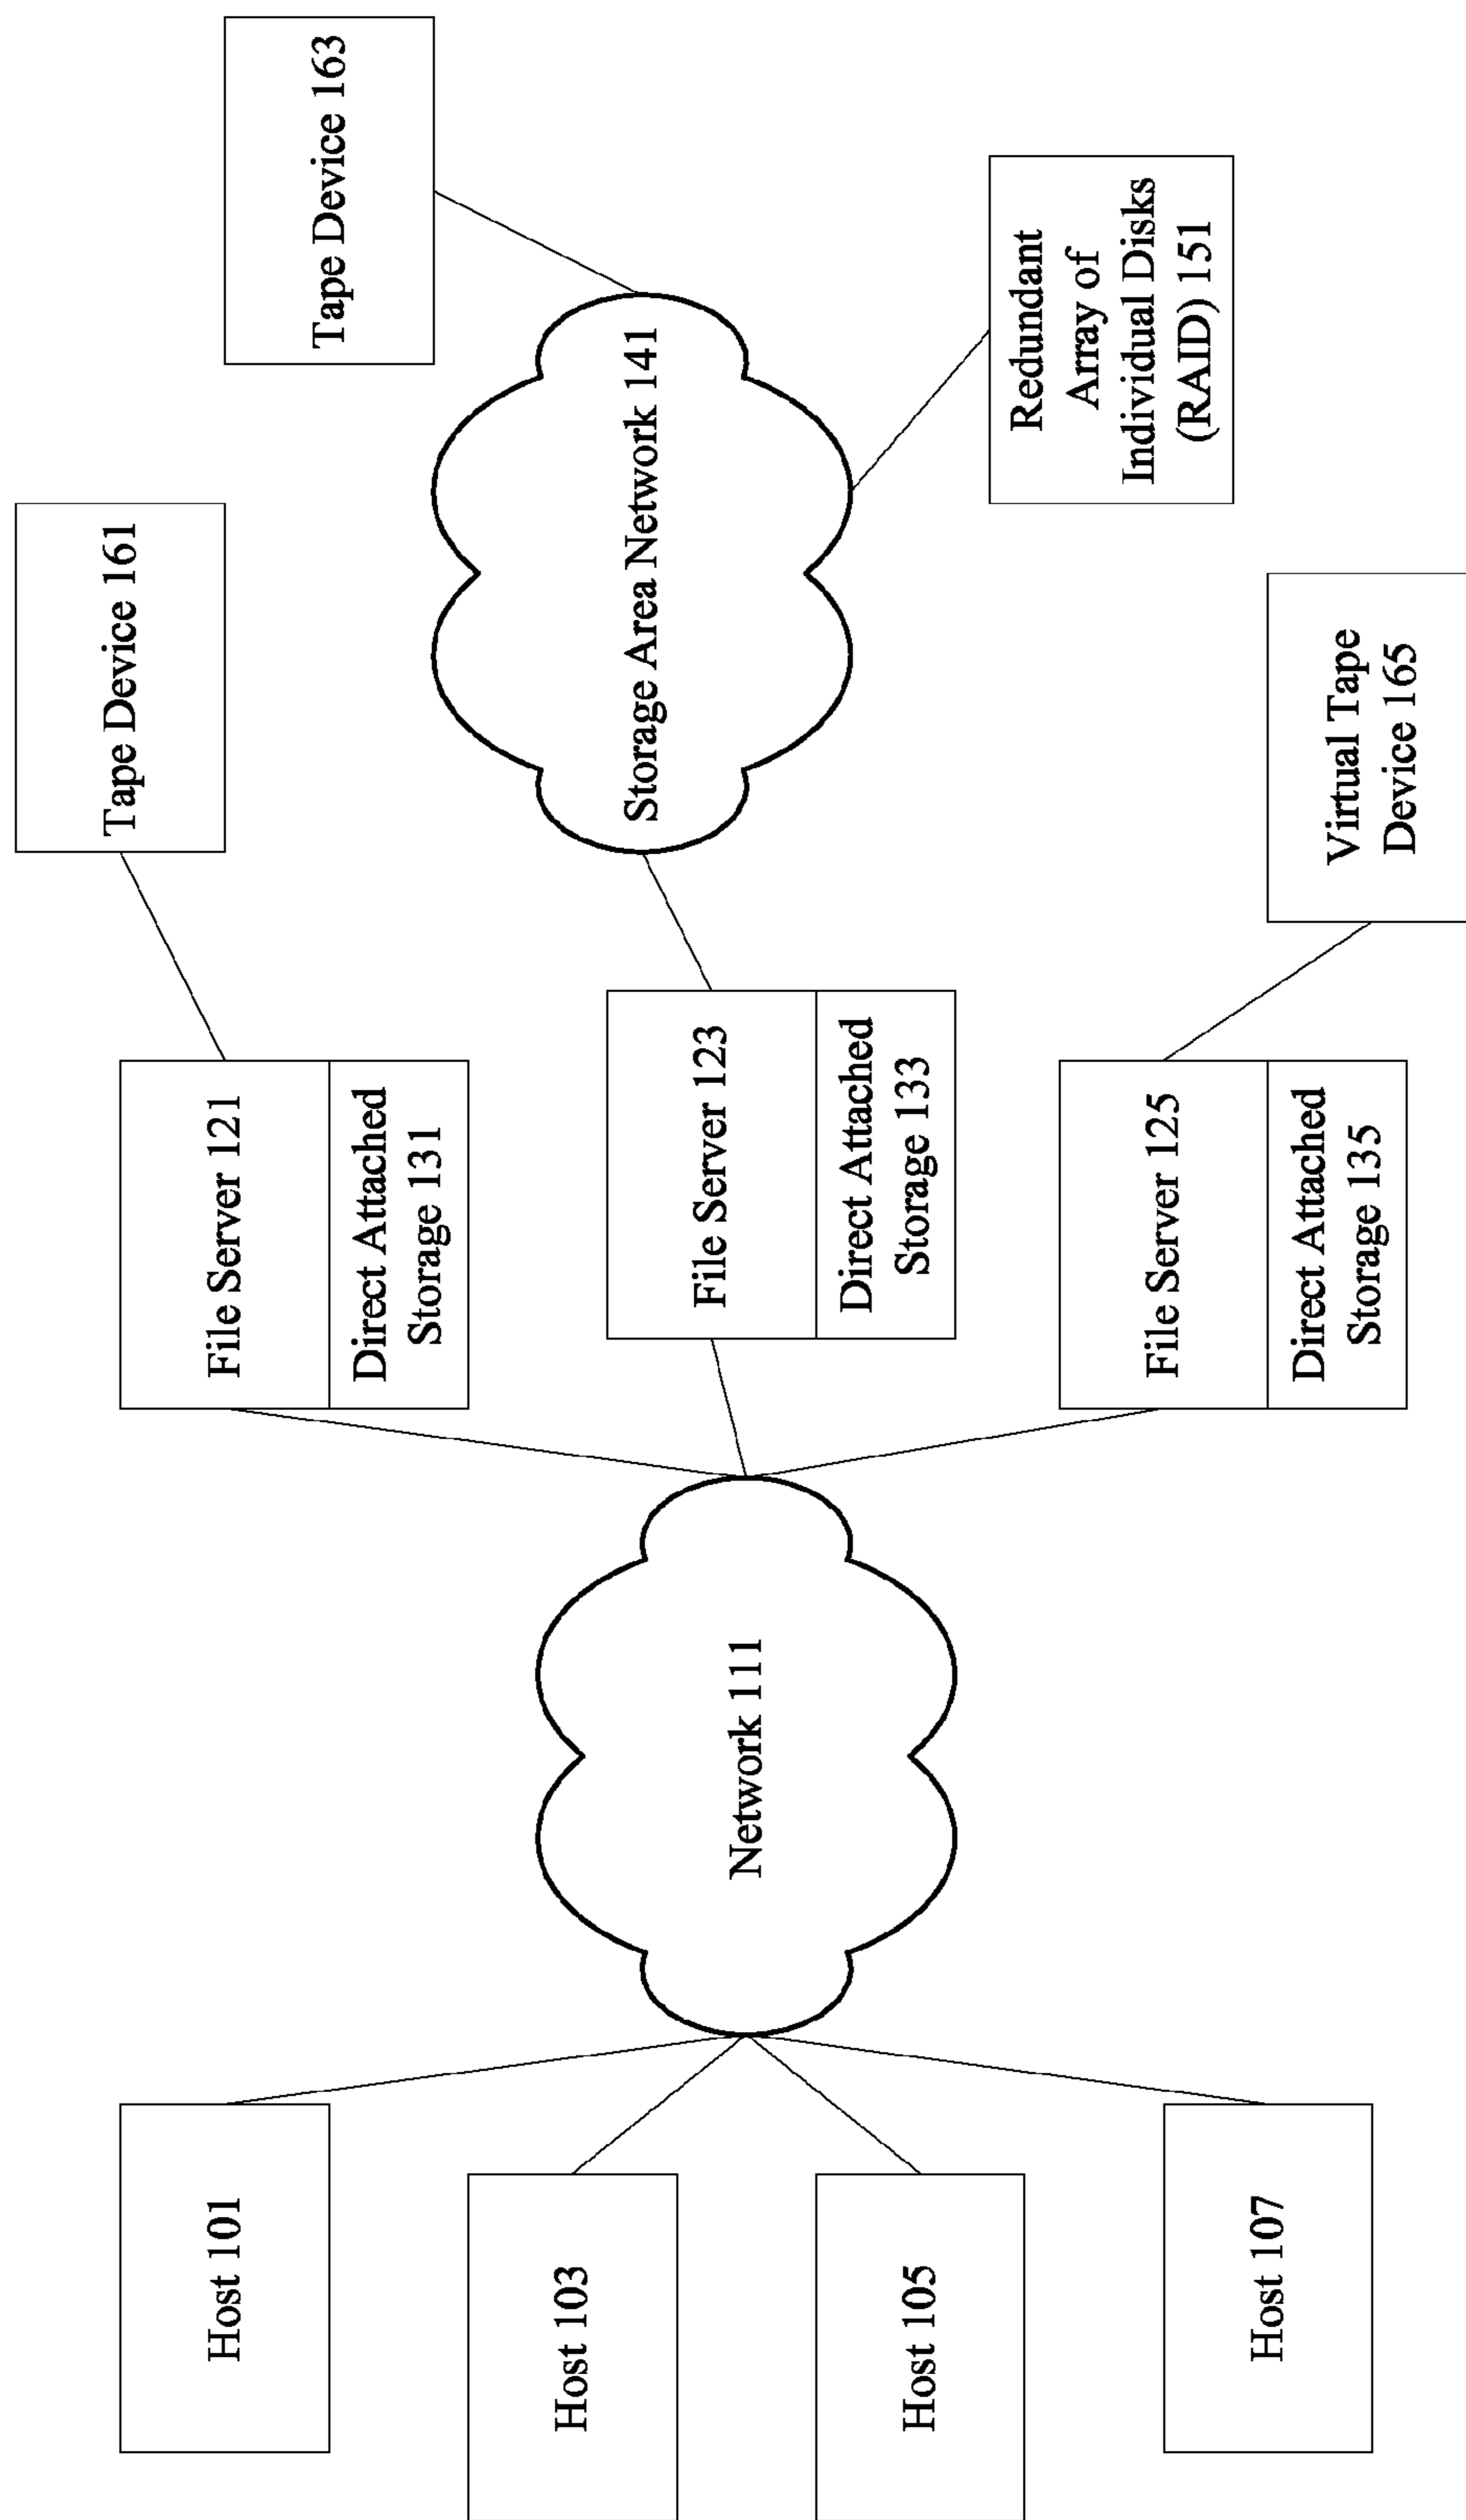 Host 101
Host 103
Host 105
Host 107
Network 111
File Server 121
Direct Attached
Storage 131
File Server 123
Direct Attached
Storage 133
File Server 125
Direct Attached
Storage 135
Tape Device 161
Storage Area Network 141
Virtual Tape
Device 165
Tape Device 163
Redundant
Array of
Individual Disks
(RAID) 151